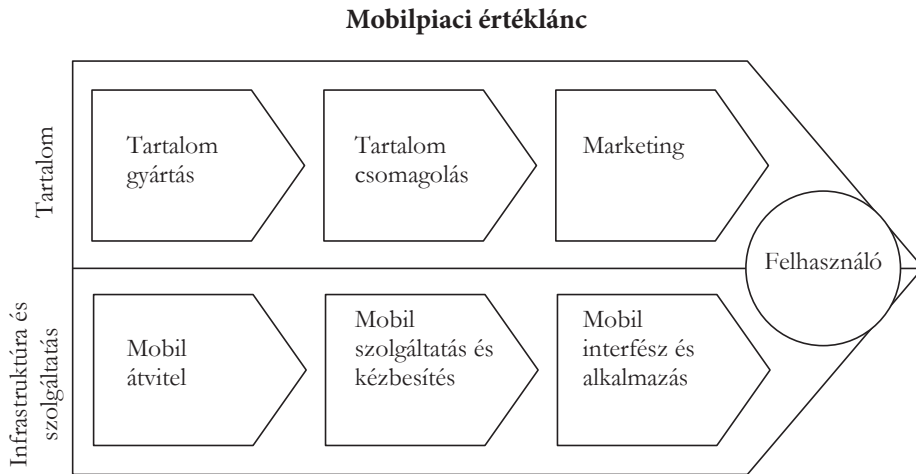 Mobilpiaci értéklánc
Tartalom
Tartalom
gyártás
Tartalom
csomagolás
Marketing
Felhasználó
Infrastruktúra és
szolgáltatás
Mobil
átvitel
Mobil
szolgáltatás és
kézbesítés
Mobil
interfész és
alkalmazás